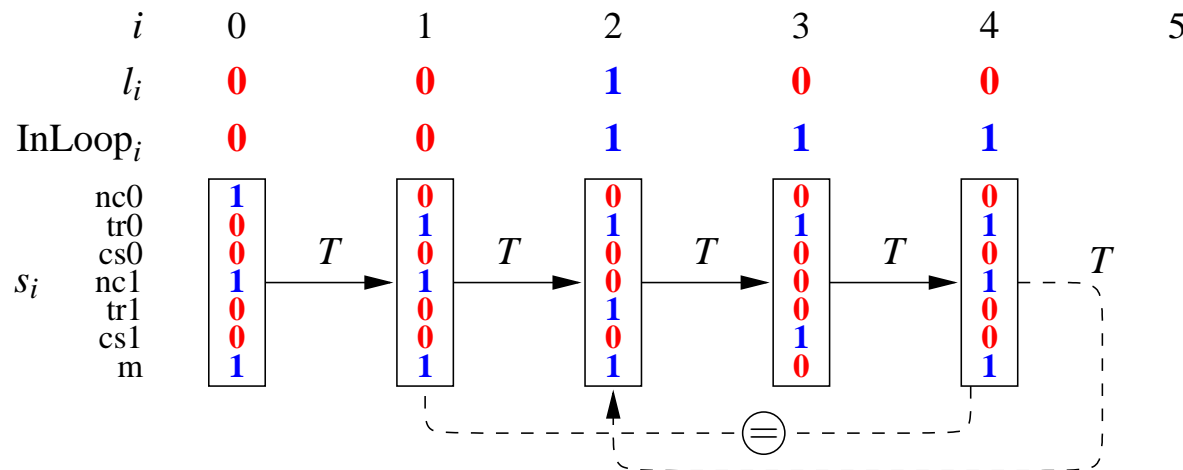 i 0 1 2 3 4 5
l_i 0 0 1 0 0
InLoop_i 0 0 1 1 1
nc0 1 0 0 0 0
tr0 0 1 1 1 1
cs0 0 0 0 0 0
T T T T T
s_i nc1 1 1 0 0 1
tr1 0 0 1 0 0
cs1 0 0 0 1 0
m 1 1 1 0 1
=